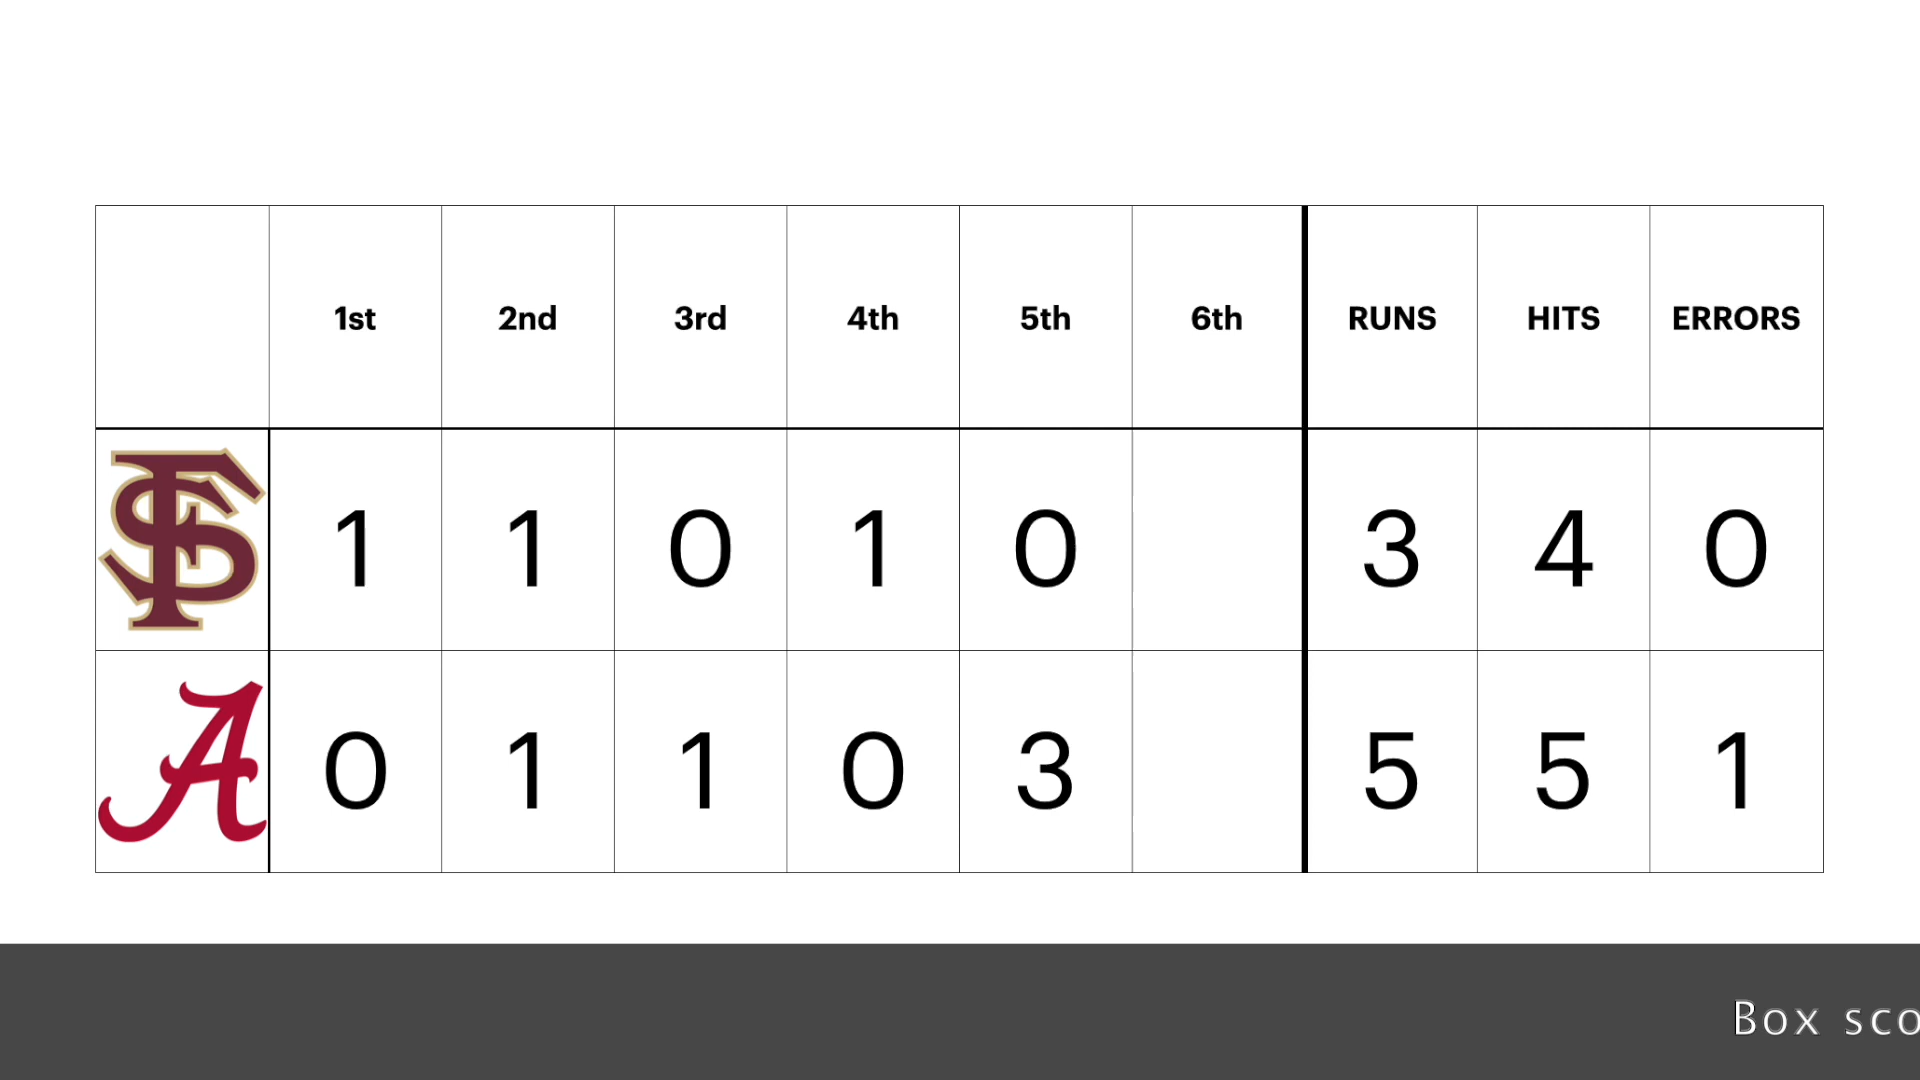 1st 2nd 3rd 4th 5th 6th RUNS HITS ERRORS
FS 1 1 0 1 0 3 4 0
A 0 1 1 0 3 5 5 1
Box sco